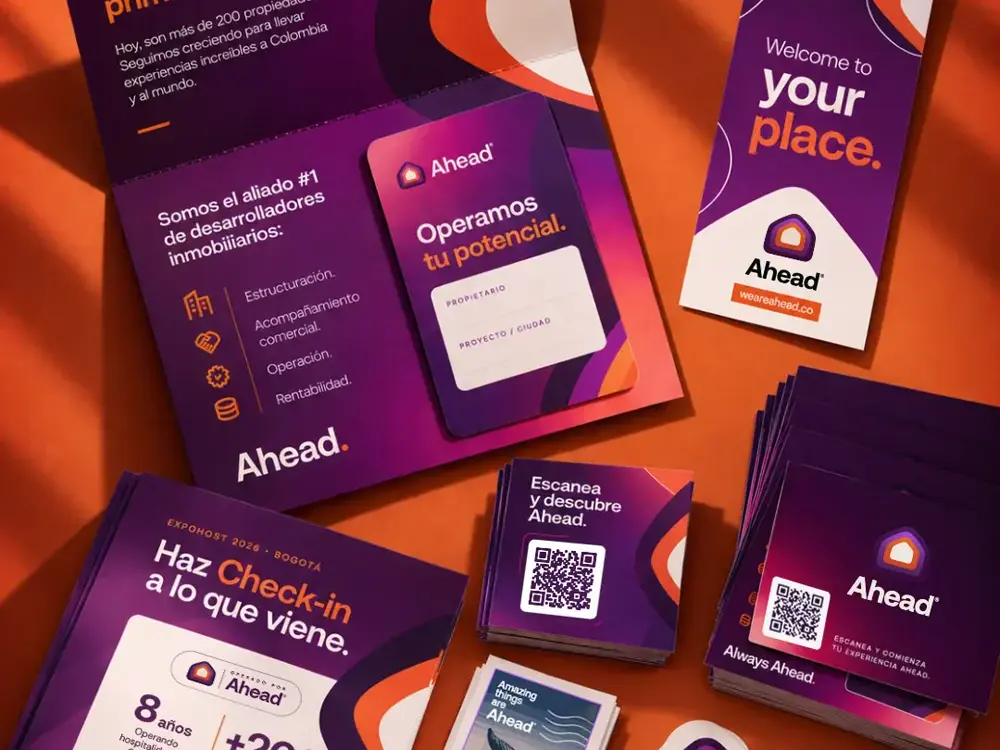 Hoy, son más de 200 propiedades
Seguimos creciendo para llevar
experiencias increíbles a Colombia
y al mundo.
Somos el aliado #1
de desarrolladores
inmobiliarios:
Estructuración.
Acompañamiento
comercial.
Operación.
Rentabilidad.
Ahead.
Ahead
Operamos
tu potencial.
PROPIETARIO
PROYECTO / CIUDAD
Welcome to
your
place.
Ahead
weareahead.co
EXPOHOST 2026 • BOGOTÁ
Haz Check-in
a lo que viene.
OPERADO POR
Ahead
8 años
Operando
Escanea
y descubre
Ahead.
Amazing
things
are
Ahead
Ahead
ESCANEA Y COMIENZA
TU EXPERIENCIA AHEAD.
Always Ahead.